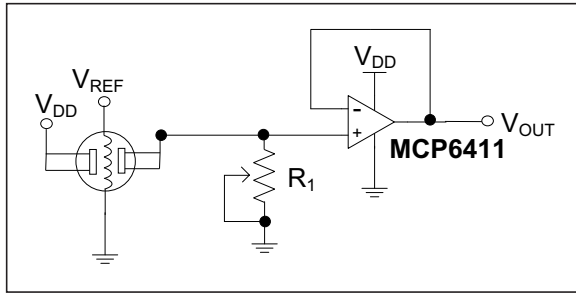 V_REF
V_DD
V_DD
-
+
V_OUT
MCP6411
R_1